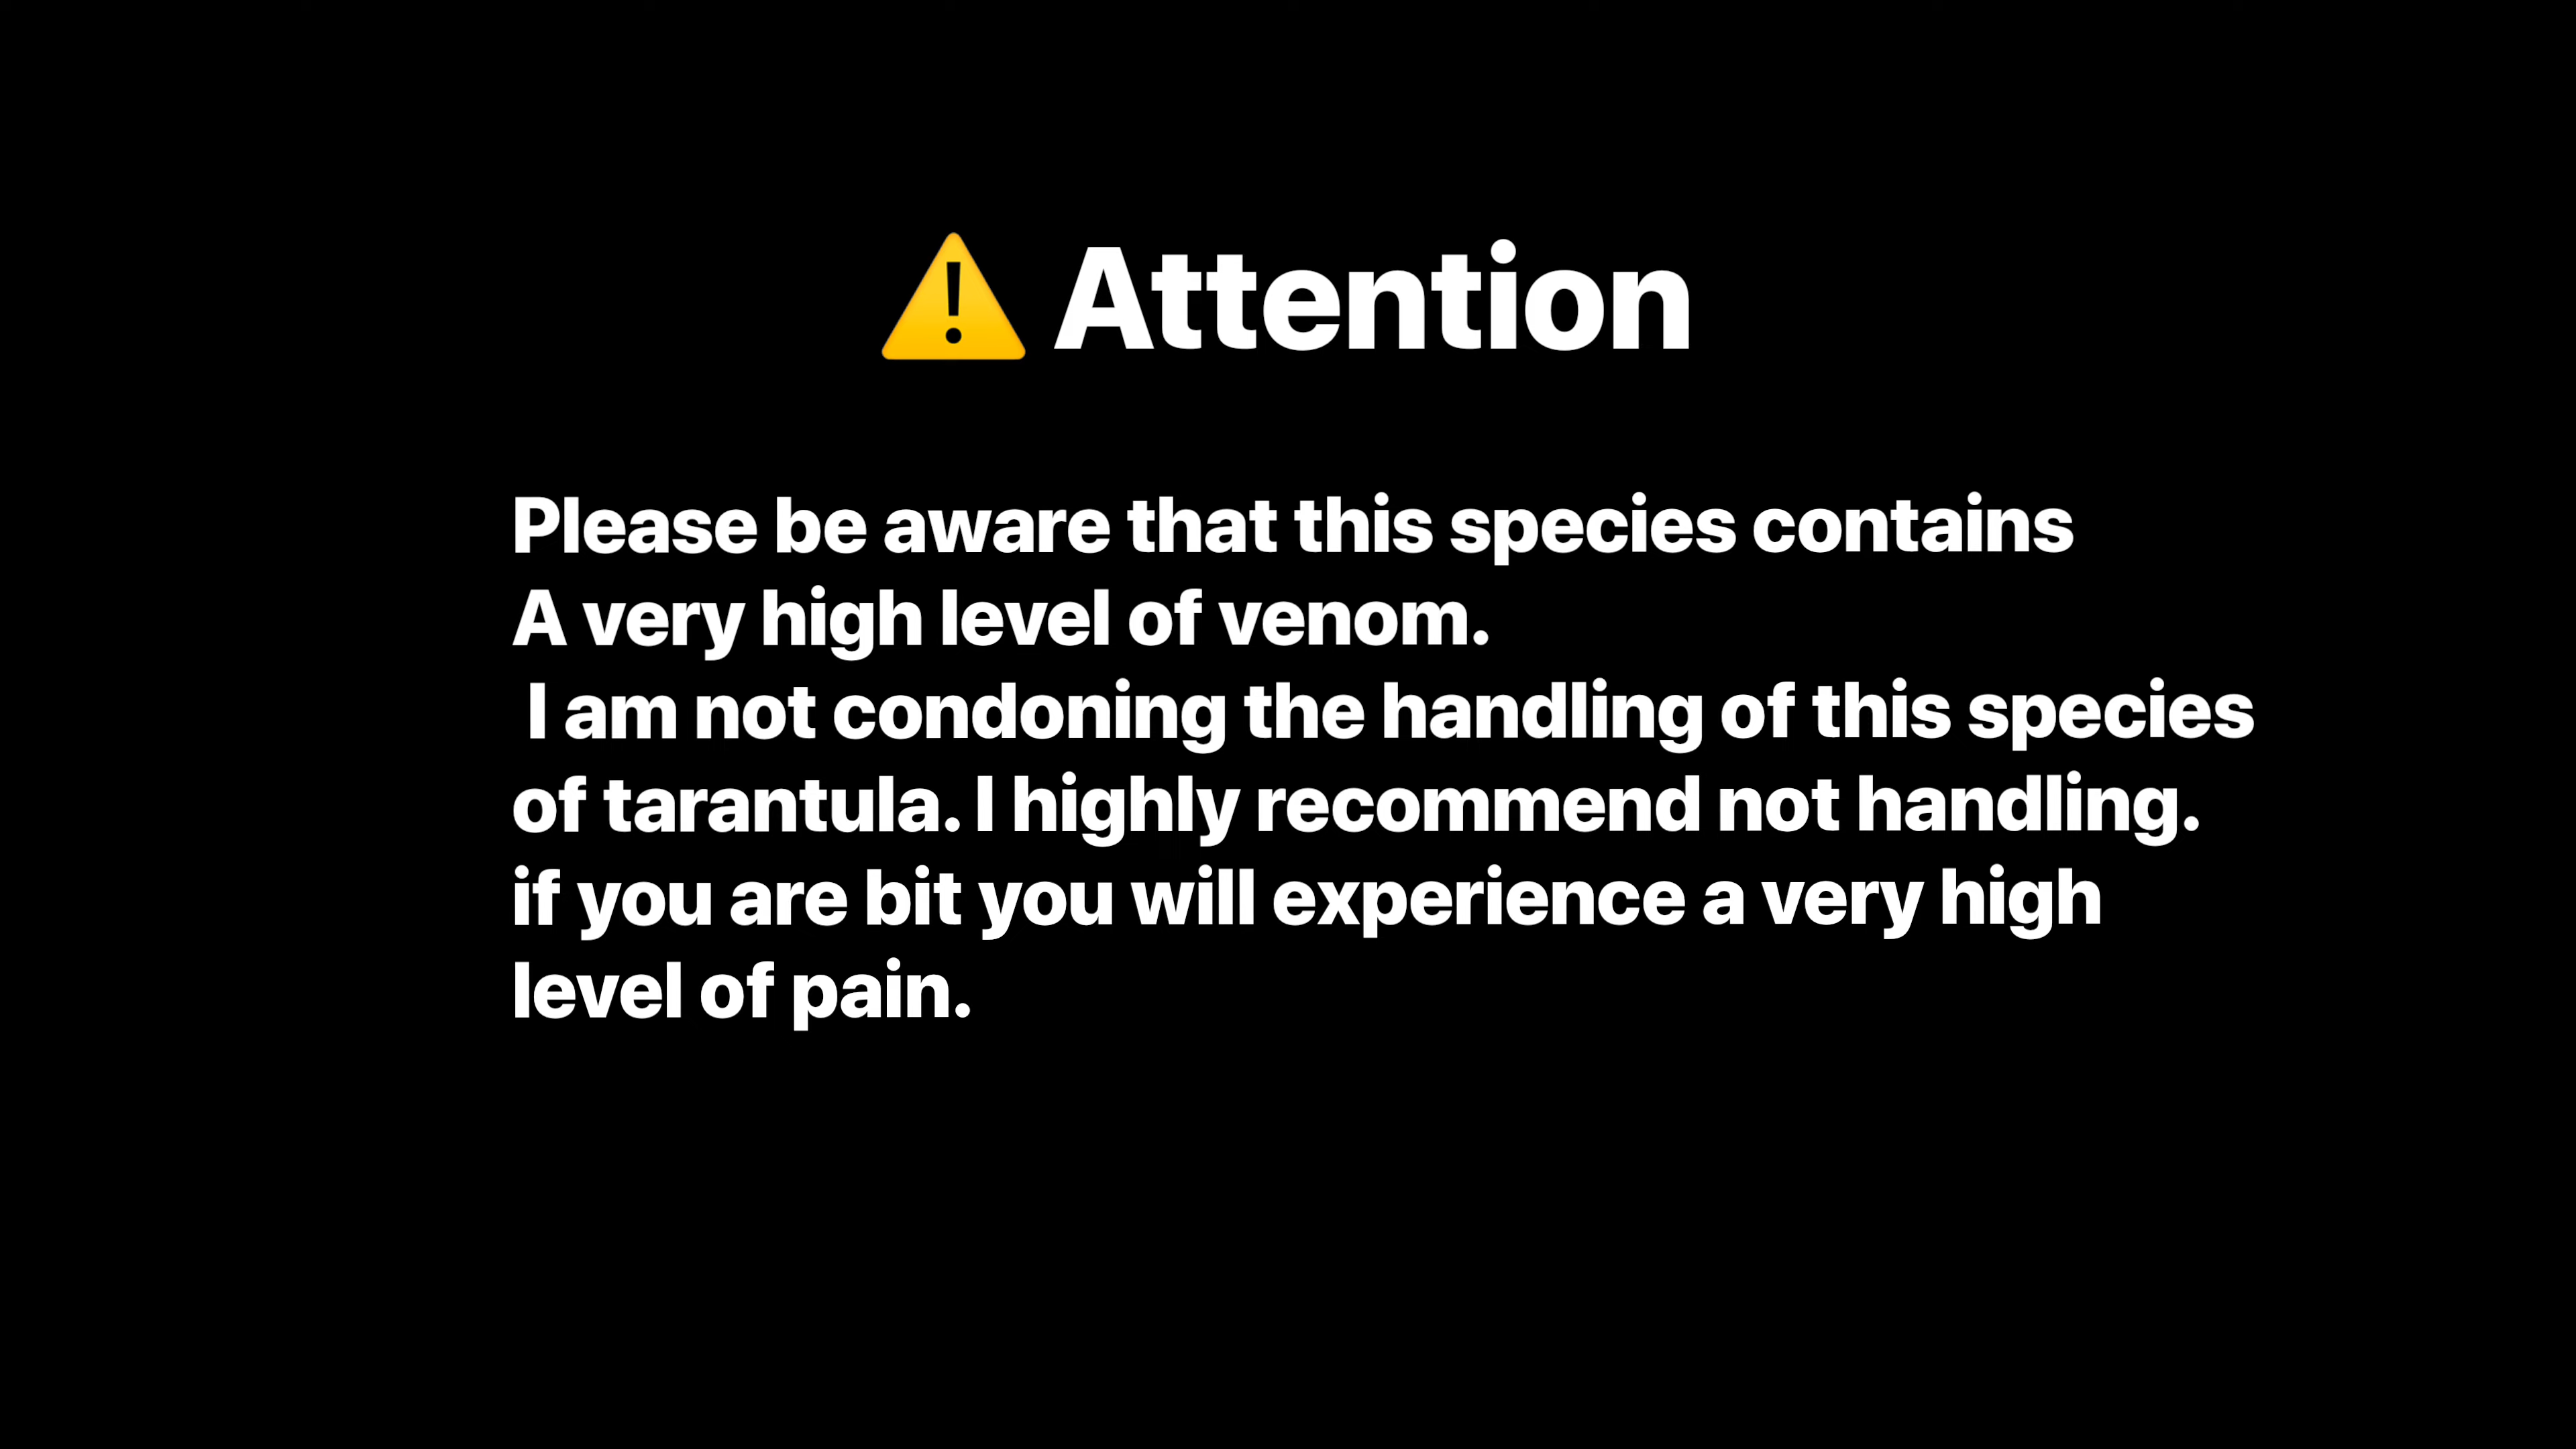 ⚠️ Attention
Please be aware that this species contains
A very high level of venom.
I am not condoning the handling of this species
of tarantula. I highly recommend not handling.
if you are bit you will experience a very high
level of pain.